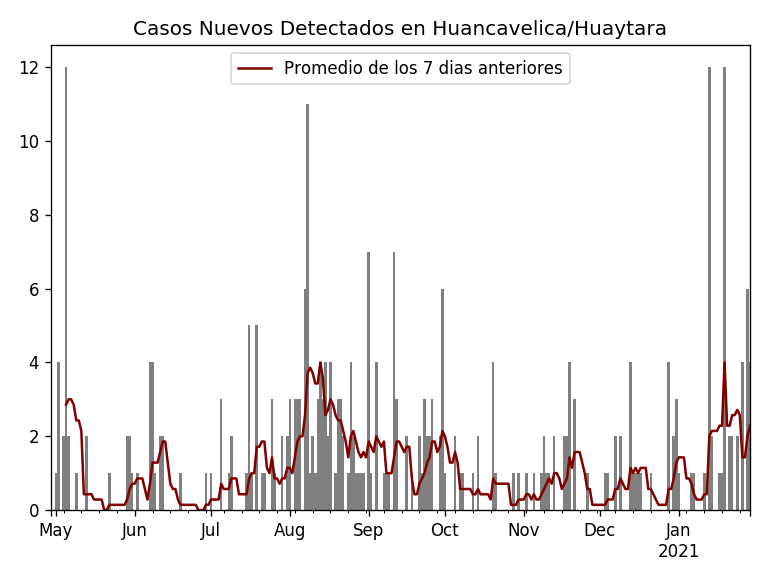 Casos Nuevos Detectados en Huancavelica/Huaytara
Promedio de los 7 dias anteriores
12
10
8
6
4
2
0
May Jun Jul Aug Sep Oct Nov Dec Jan
2021